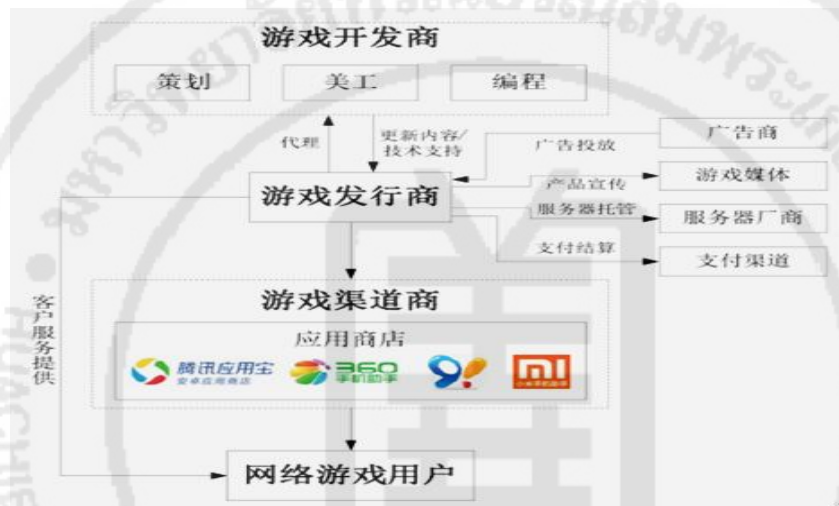 游戏开发商
策划 美工 编程
代理
更新内容/
技术支持
广告投放
广告商
游戏发行商
产品宣传
游戏媒体
服务器托管
服务器厂商
支付结算
支付渠道
客户服务提供
游戏渠道商
应用商店
腾讯应用宝
安卓应用商店
360
手机助手
9!
mi
网络游戏用户